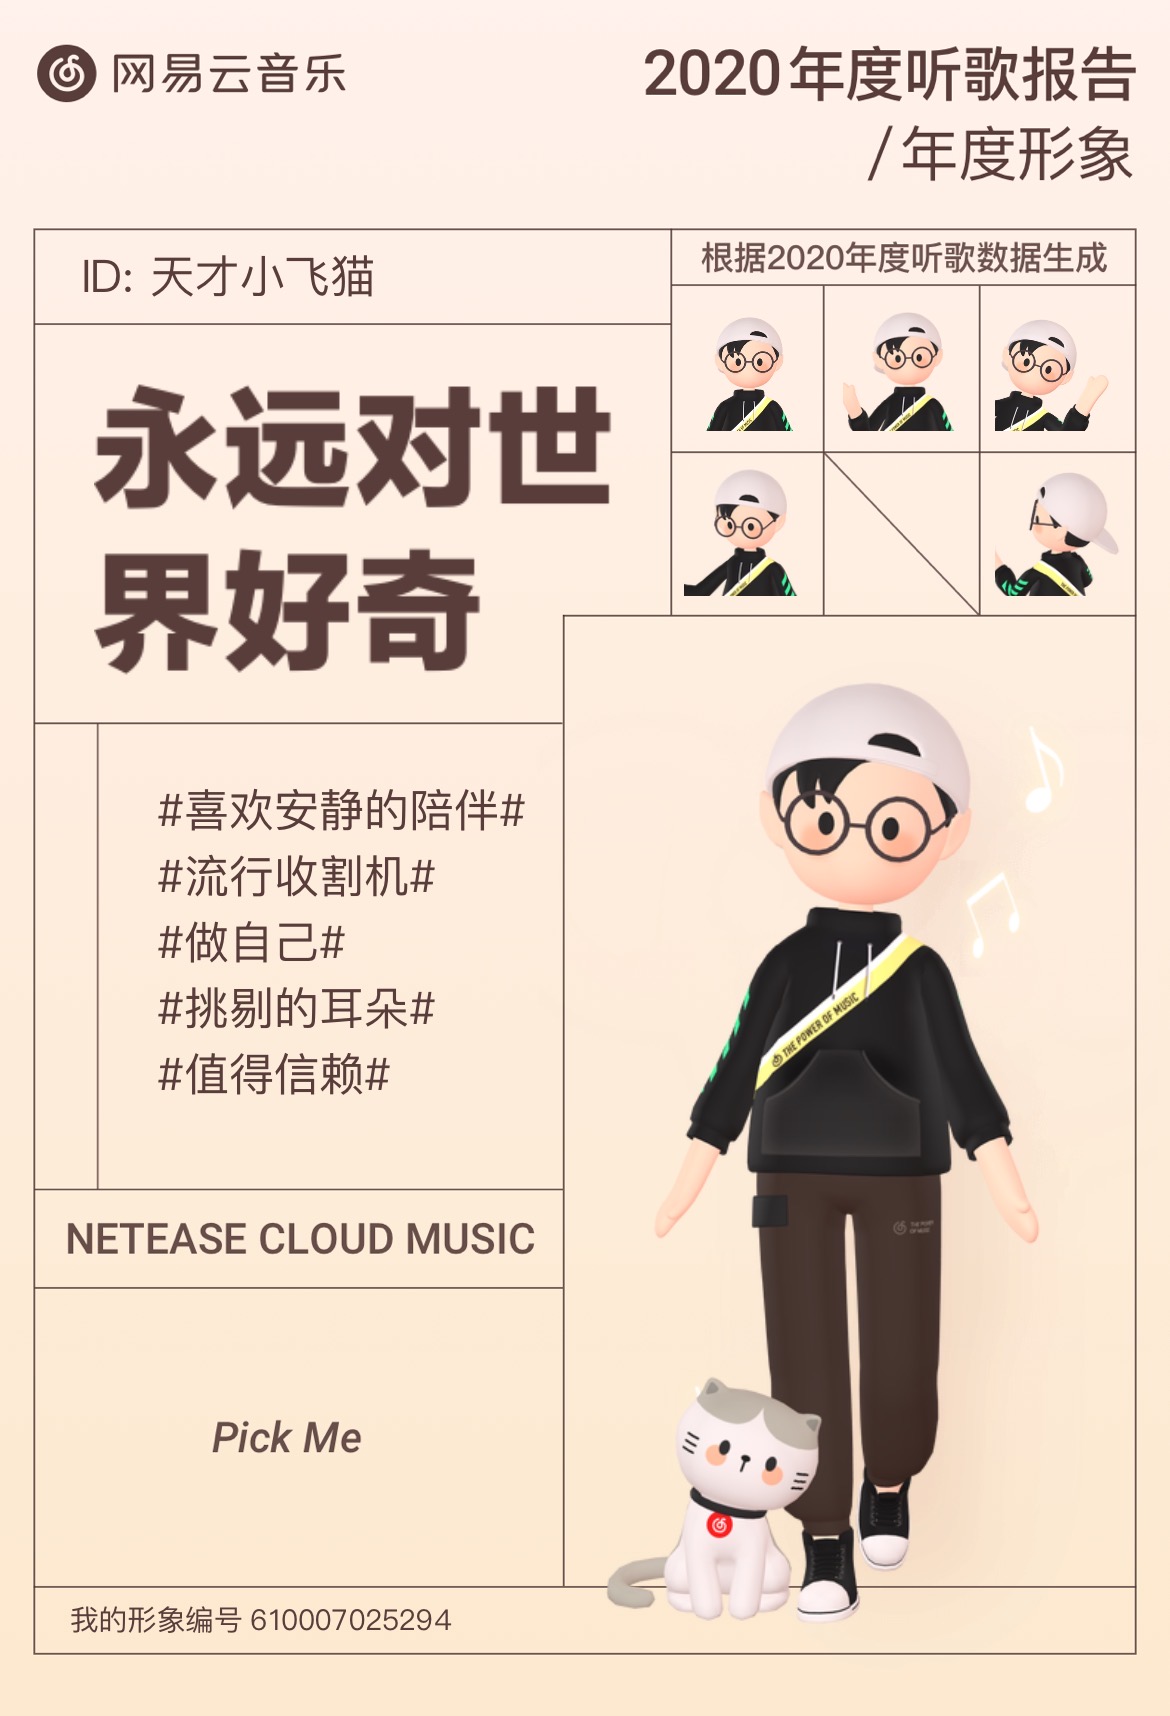 网易云音乐
2020年度听歌报告
/年度形象
ID: 天才小飞猫
根据2020年度听歌数据生成
永远对世
界好奇
#喜欢安静的陪伴#
#流行收割机#
#做自己#
#挑剔的耳朵#
#值得信赖#
THE POWER OF MUSIC
NETEASE CLOUD MUSIC
Pick Me
我的形象编号 610007025294